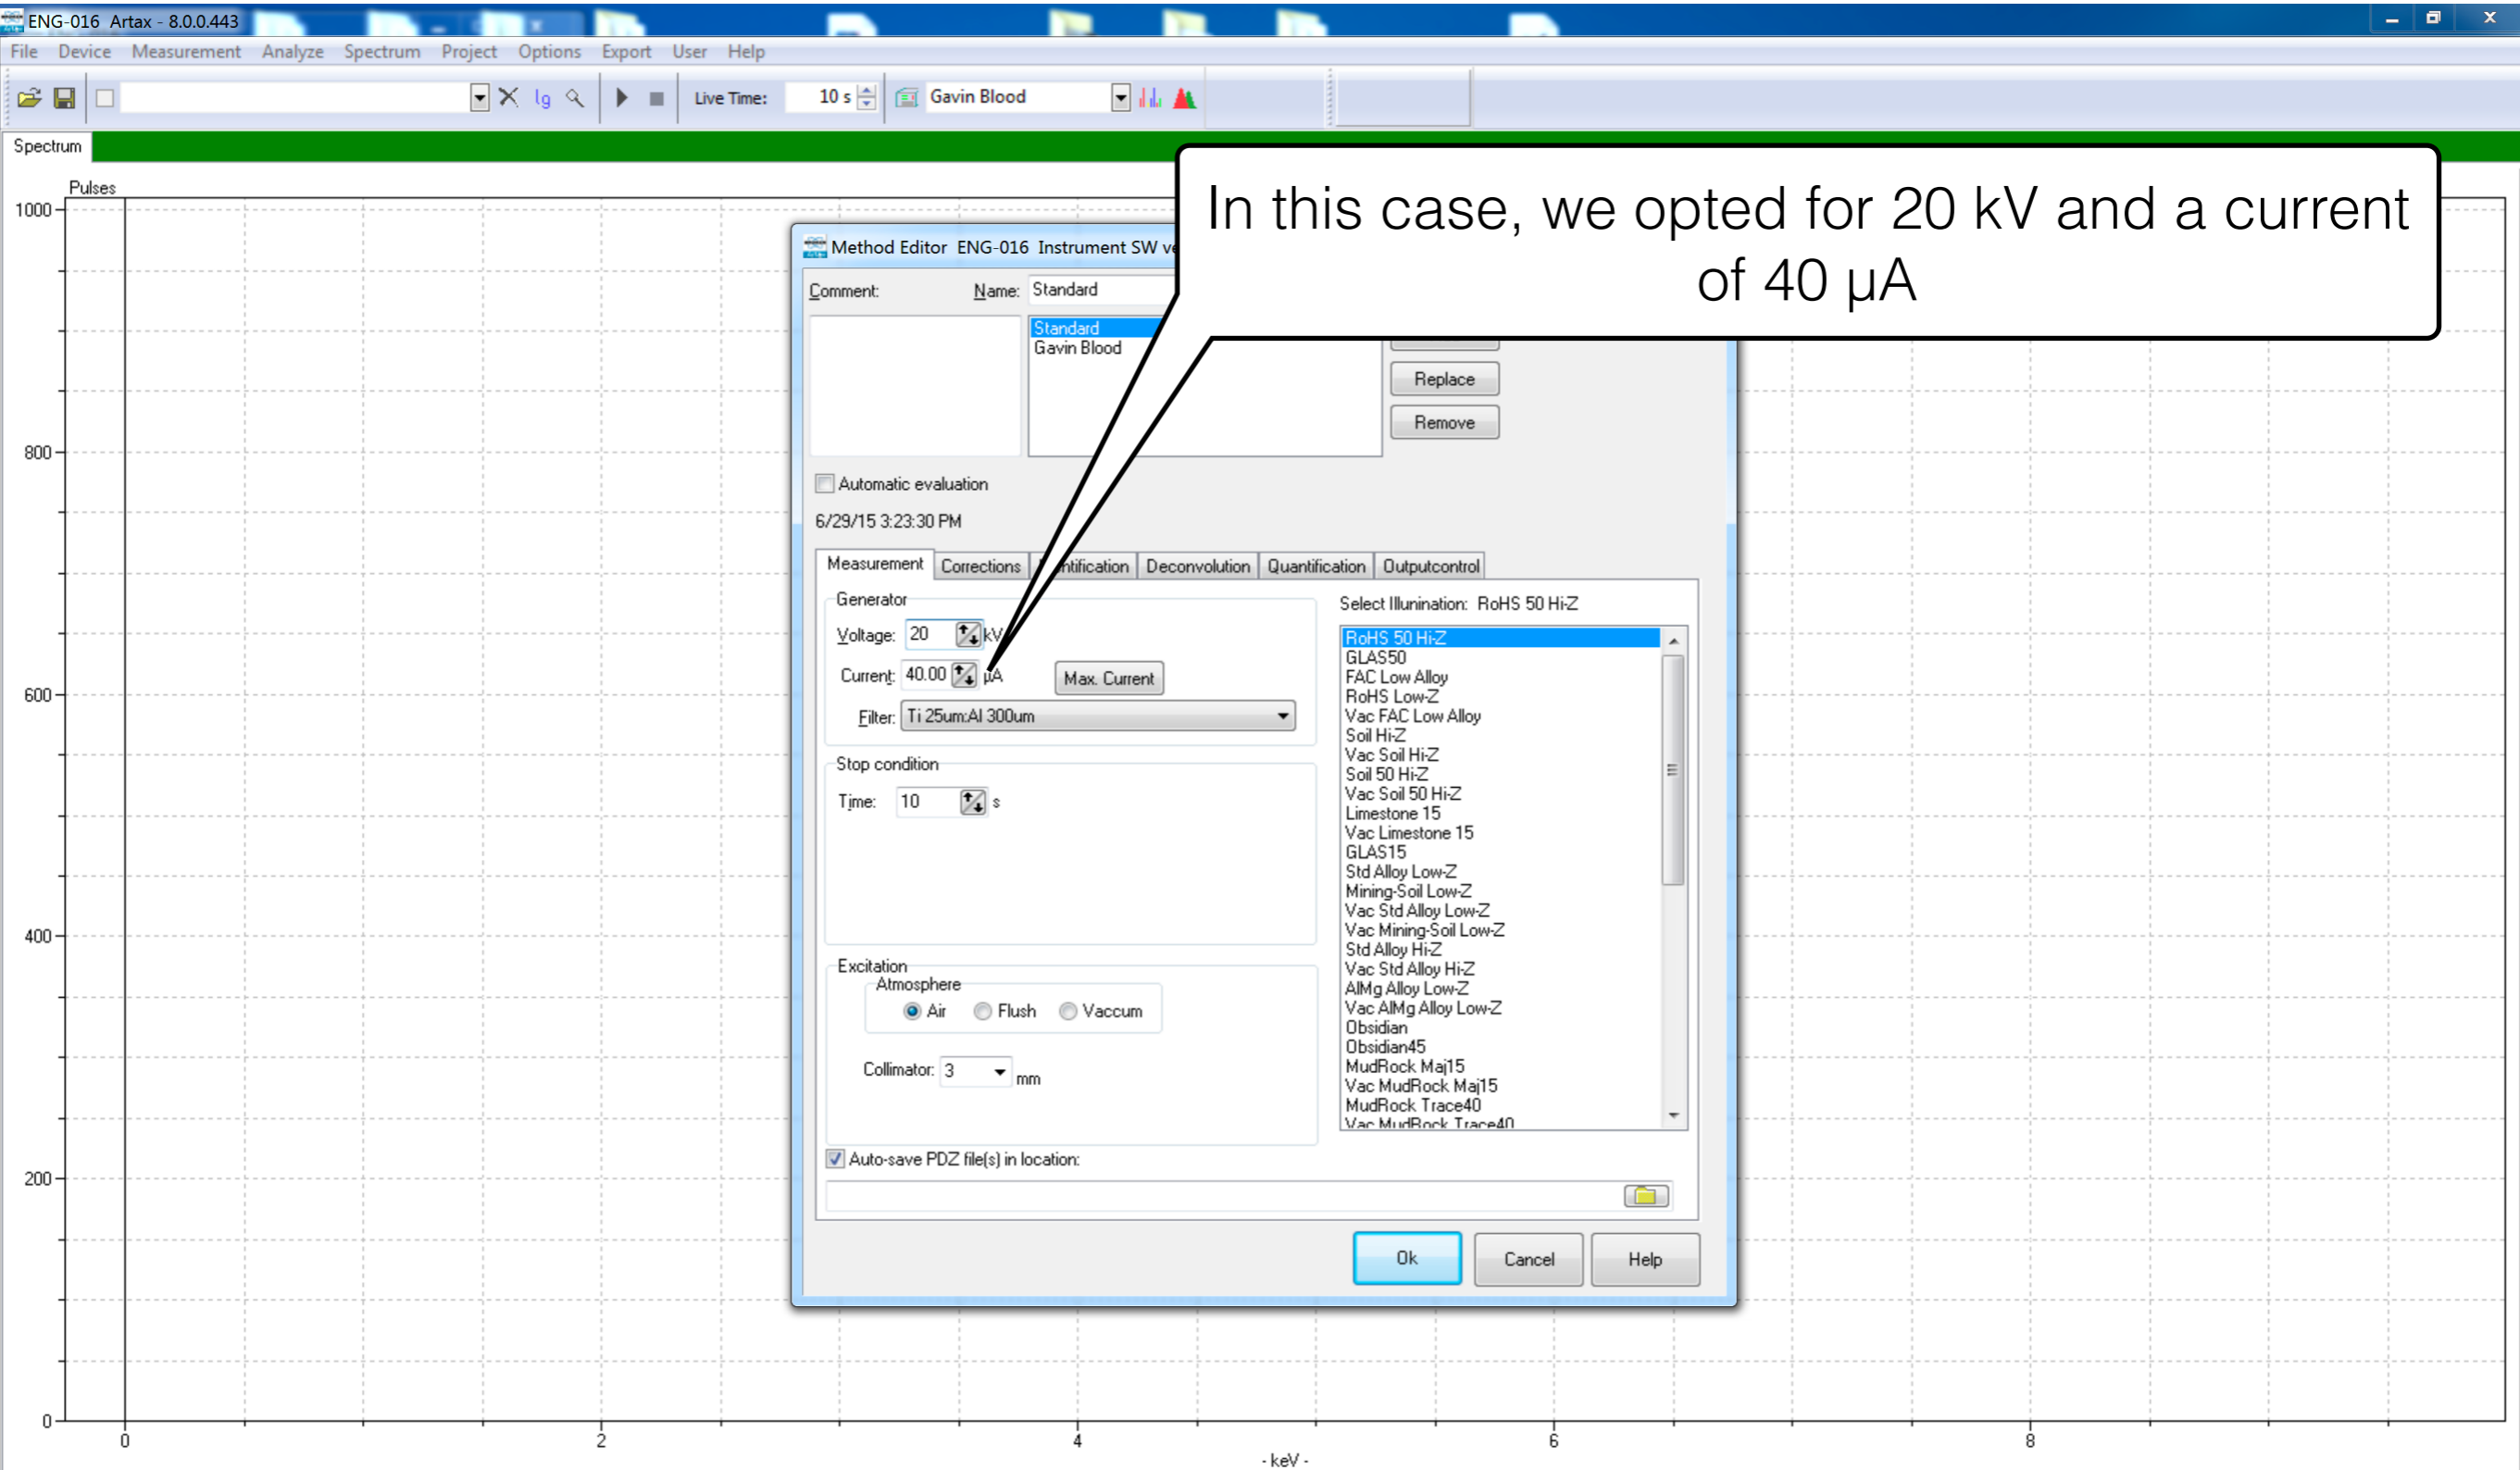 ENG-016 Artax - 8.0.0.443
File Device Measurement Analyze Spectrum Project Options Export User Help
lg Live Time: 10 s Gavin Blood
Spectrum
In this case, we opted for 20 kV and a current
of 40 µA
Pulses
1000
800
600
400
200
0
0 2 4 6 8
- keV -
Method Editor ENG-016 Instrument SW
Comment: Name: Standard
Standard
Gavin Blood
Replace
Remove
Automatic evaluation
6/29/15 3:23:30 PM
Measurement Corrections Deconvolution Quantification Outputcontrol
Generator
Voltage: 20 kV
Current: 40.00 µA Max. Current
Filter: Ti 25um:Al 300um
Stop condition
Time: 10 s
Excitation
Atmosphere
Air Flush Vaccum
Collimator: 3 mm
Select Illunination: RoHS 50 Hi-Z
RoHS 50 Hi-Z
GLAS50
FAC Low Alloy
RoHS Low-Z
Vac FAC Low Alloy
Soil Hi-Z
Vac Soil Hi-Z
Soil 50 Hi-Z
Vac Soil 50 Hi-Z
Limestone 15
Vac Limestone 15
GLAS15
Std Alloy Low-Z
Mining-Soil Low-Z
Vac Std Alloy Low-Z
Vac Mining-Soil Low-Z
Std Alloy Hi-Z
Vac Std Alloy Hi-Z
AlMg Alloy Low-Z
Vac AlMg Alloy Low-Z
Obsidian
Obsidian45
MudRock Maj15
Vac MudRock Maj15
MudRock Trace40
Vac MudRock Trace40
Auto-save PDZ file(s) in location:
Ok Cancel Help